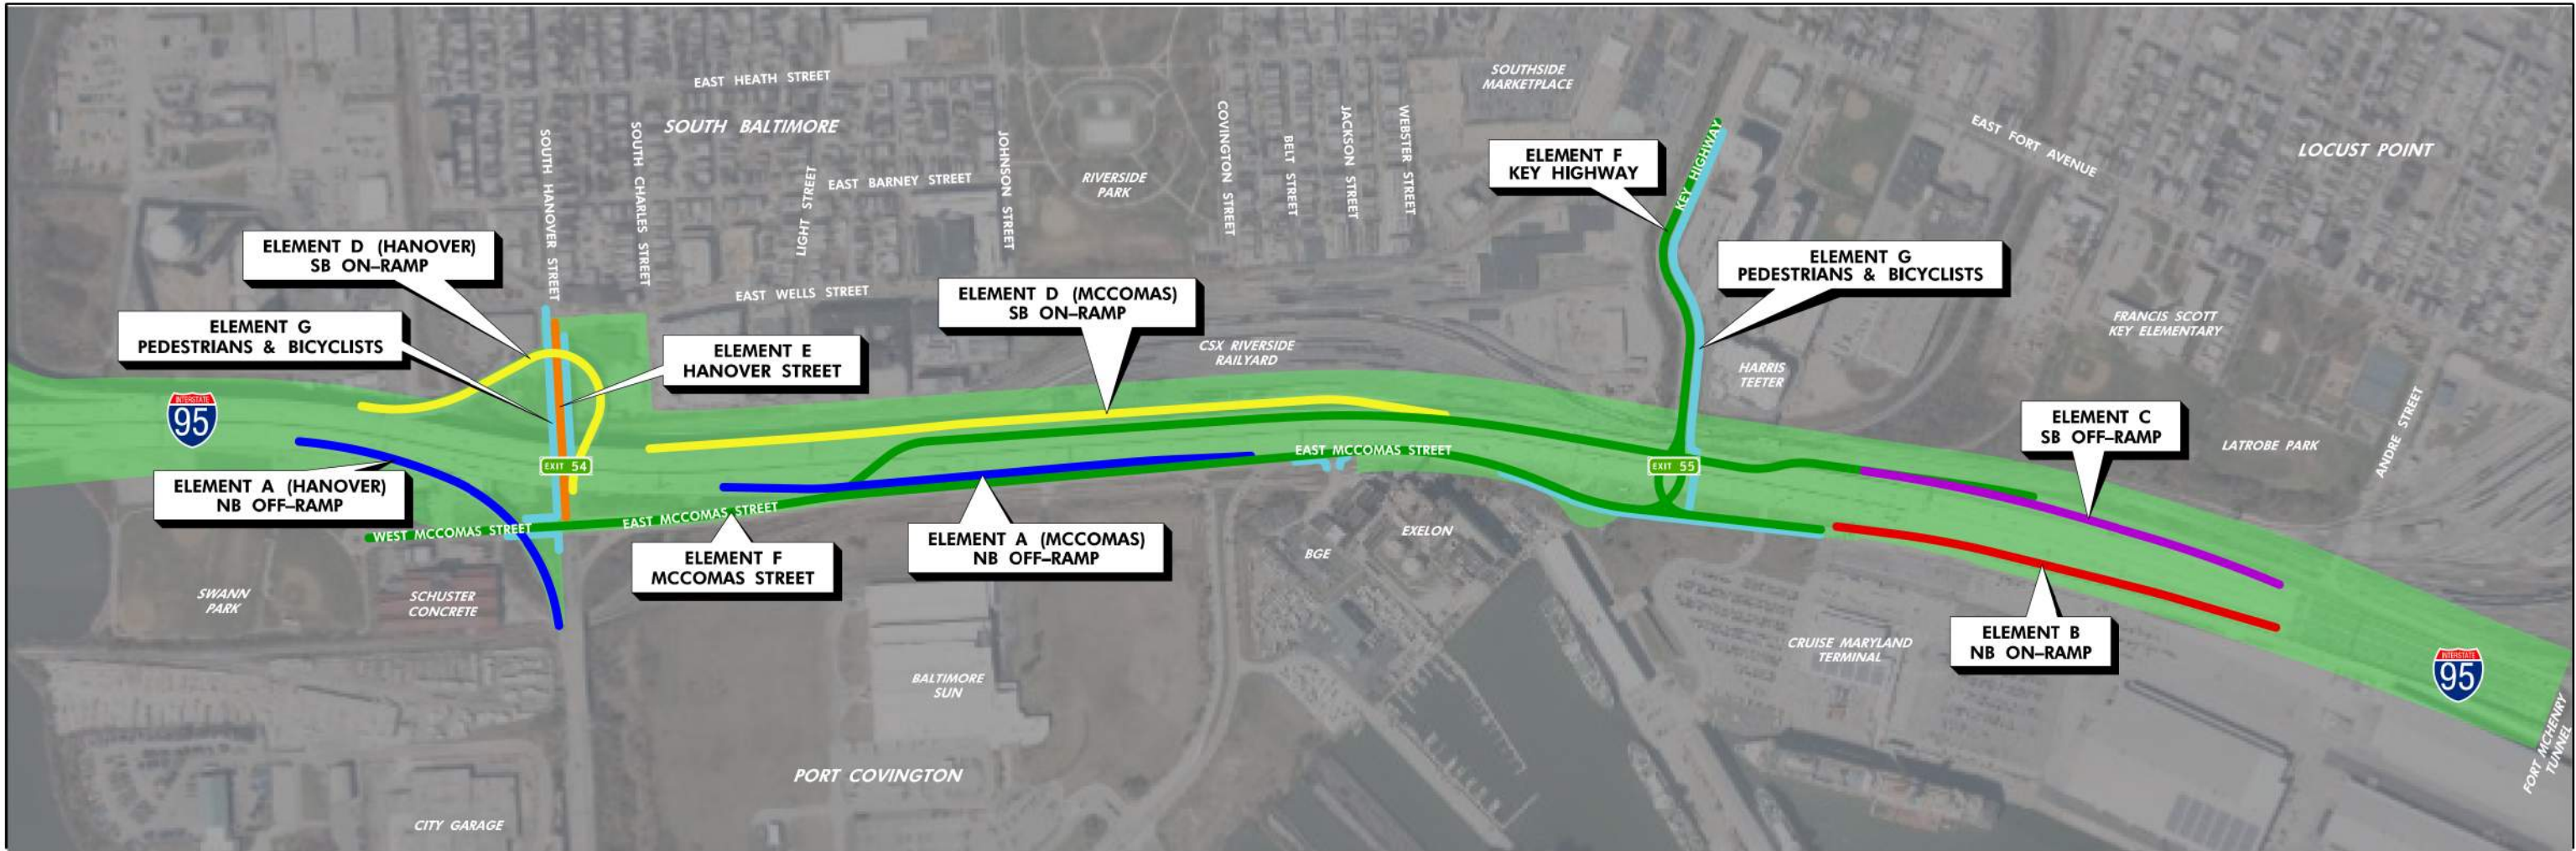 EAST HEATH STREET
SOUTH BALTIMORE
SOUTH HANOVER STREET
SOUTH CHARLES STREET
LIGHT STREET
EAST BARNEY STREET
JOHNSON STREET
RIVERSIDE
PARK
COVINGTON STREET
BELT STREET
JACKSON STREET
WEBSTER STREET
SOUTHSIDE
MARKETPLACE
KEY HIGHWAY
EAST FORT AVENUE
LOCUST POINT
ELEMENT F
KEY HIGHWAY
ELEMENT D (HANOVER)
SB ON-RAMP
ELEMENT G
PEDESTRIANS & BICYCLISTS
ELEMENT E
HANOVER STREET
EAST WELLS STREET
ELEMENT D (MCCOMAS)
SB ON-RAMP
CSX RIVERSIDE
RAILYARD
ELEMENT G
PEDESTRIANS & BICYCLISTS
HARRIS
TEETER
FRANCIS SCOTT
KEY ELEMENTARY
ANDRE STREET
LATROBE PARK
ELEMENT C
SB OFF-RAMP
INTERSTATE
95
EXIT 54
EAST MCCOMAS STREET
EXIT 55
ELEMENT A (HANOVER)
NB OFF-RAMP
WEST MCCOMAS STREET
EAST MCCOMAS STREET
ELEMENT F
MCCOMAS STREET
ELEMENT A (MCCOMAS)
NB OFF-RAMP
BGE
EXELON
SWANN
PARK
SCHUSTER
CONCRETE
BALTIMORE
SUN
CRUISE MARYLAND
TERMINAL
ELEMENT B
NB ON-RAMP
INTERSTATE
95
FORT MCHENRY
TUNNEL
PORT COVINGTON
CITY GARAGE